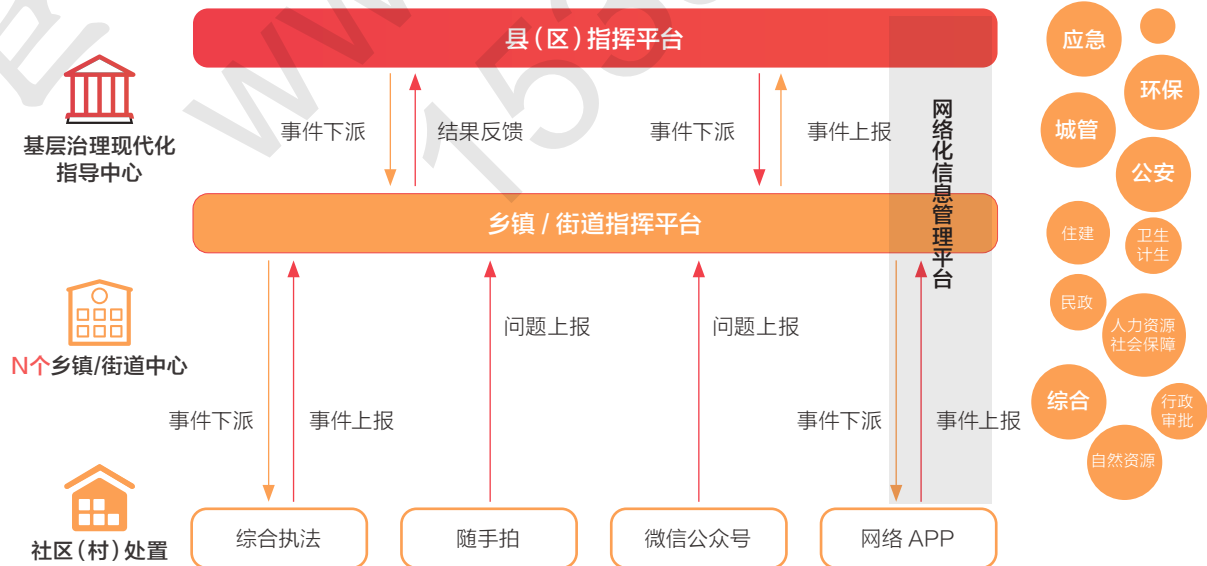 县(区)指挥平台
事件下派
结果反馈
事件下派
事件上报
基层治理现代化
指导中心
乡镇 / 街道指挥平台
网络化信息管理平台
问题上报
问题上报
N个乡镇/街道中心
事件下派
事件上报
事件下派
事件上报
社区(村)处置
综合执法
随手拍
微信公众号
网络 APP
应急
环保
城管
公安
住建
卫生
计生
民政
人力资源
社会保障
综合
行政
审批
自然资源